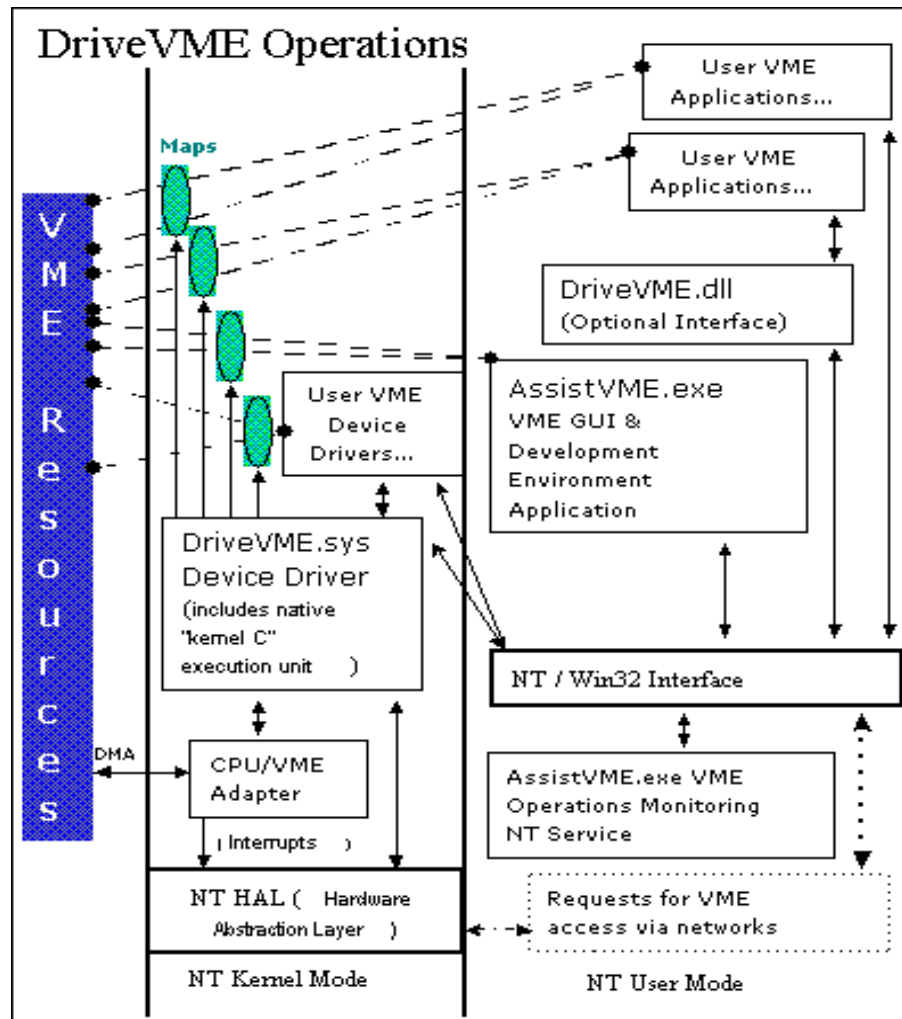 DriveVME Operations
User VME
Applications...
Maps
User VME
Applications...
VME Resources
DriveVME.dll
(Optional Interface)
AssistVME.exe
VME GUI &
Development
Environment
Application
User VME
Device
Drivers...
DriveVME.sys
Device Driver
(includes native
"kernel C"
execution unit )
NT / Win32 Interface
DMA
CPU/VME
Adapter
AssistVME.exe VME
Operations Monitoring
NT Service
( Interrupts )
NT HAL ( Hardware
Abstraction Layer )
Requests for VME
access via networks
NT Kernel Mode
NT User Mode